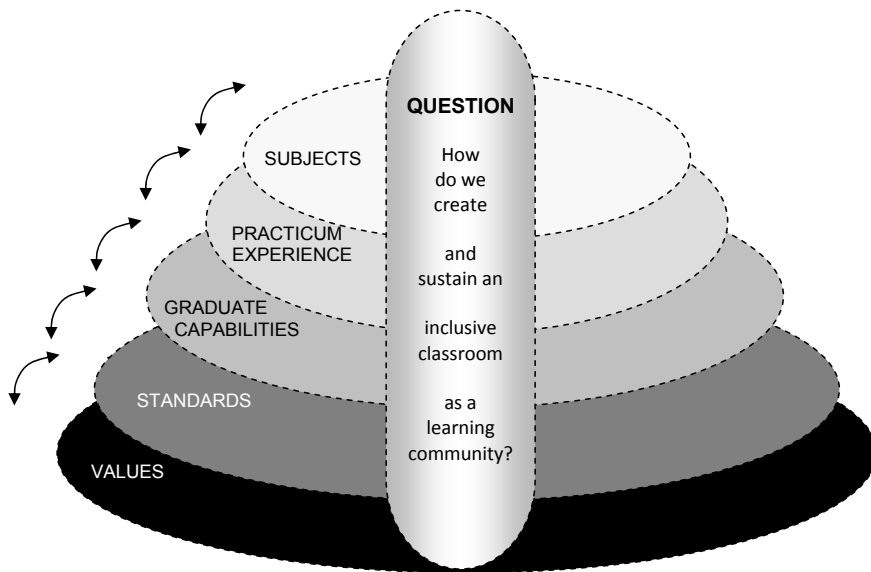 QUESTION
How
do we
create
and
sustain an
inclusive
classroom
as a
learning
community?
SUBJECTS
PRACTICUM
EXPERIENCE
GRADUATE
CAPABILITIES
STANDARDS
VALUES